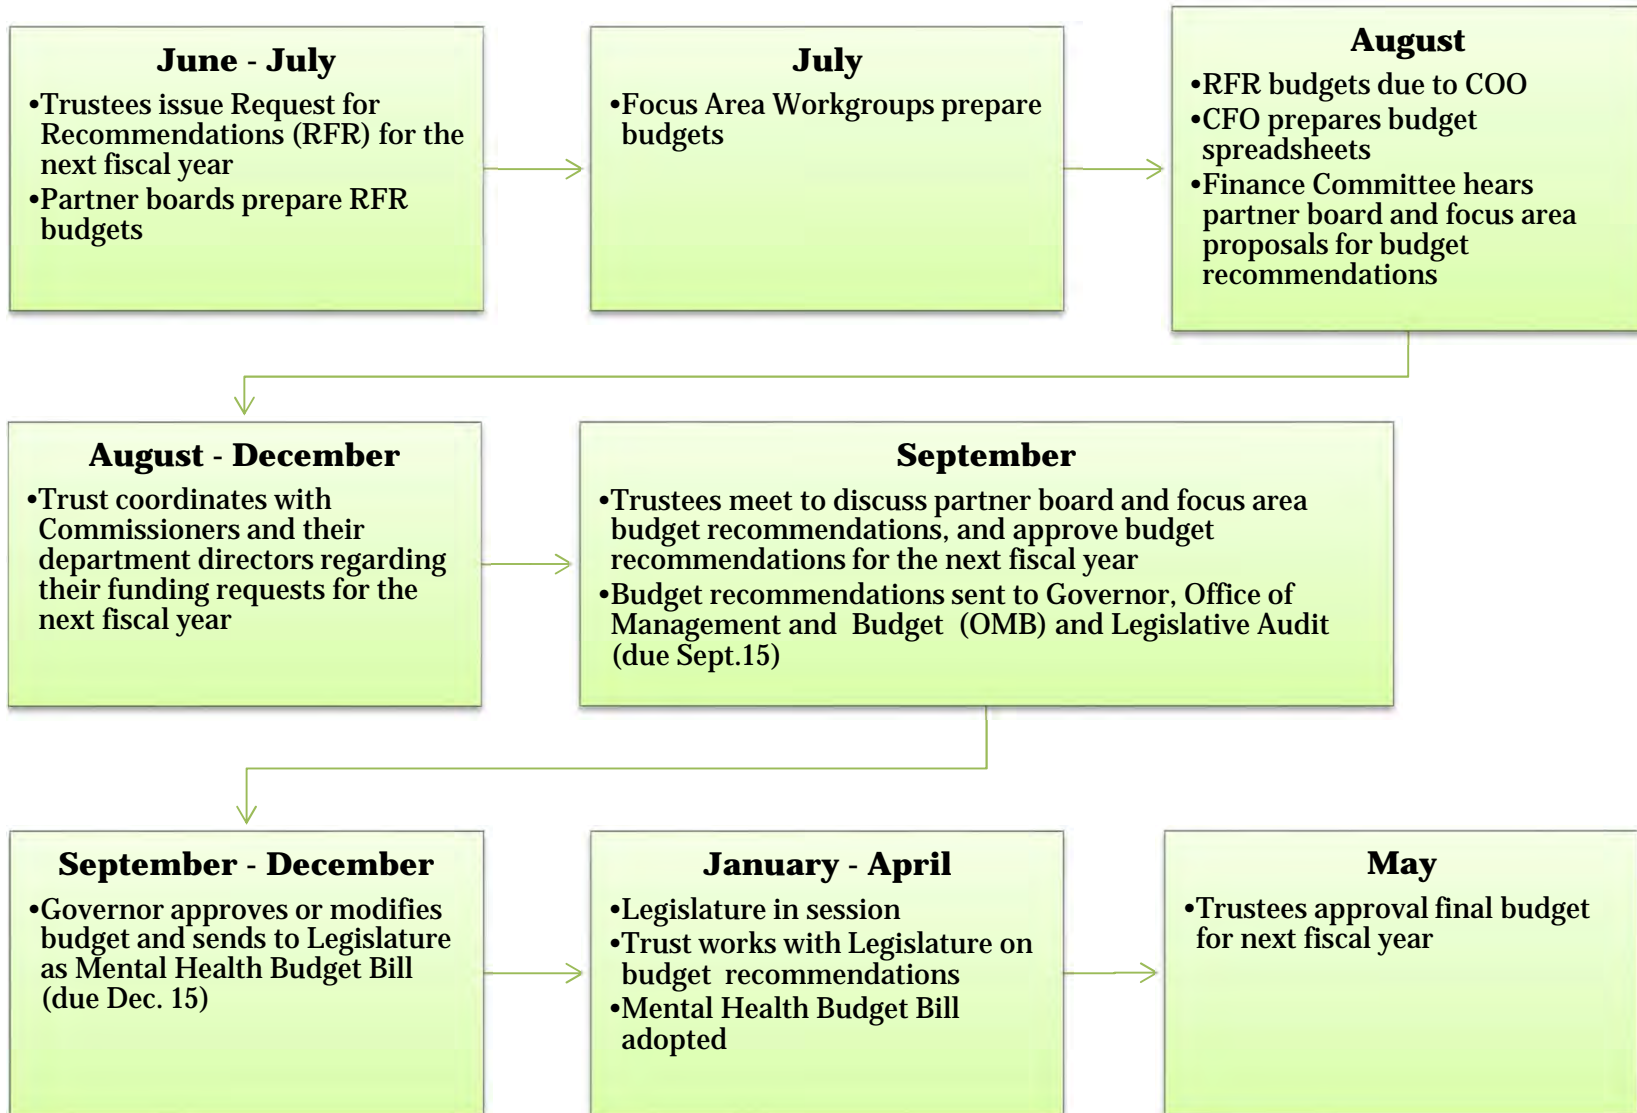 June - July
•Trustees issue Request for
Recommendations (RFR) for the
next fiscal year
•Partner boards prepare RFR
budgets
July
•Focus Area Workgroups prepare
budgets
August
•RFR budgets due to COO
•CFO prepares budget
spreadsheets
•Finance Committee hears
partner board and focus area
proposals for budget
recommendations
August - December
•Trust coordinates with
Commissioners and their
department directors regarding
their funding requests for the
next fiscal year
September
•Trustees meet to discuss partner board and focus area
budget recommendations, and approve budget
recommendations for the next fiscal year
•Budget recommendations sent to Governor, Office of
Management and Budget (OMB) and Legislative Audit
(due Sept.15)
September - December
•Governor approves or modifies
budget and sends to Legislature
as Mental Health Budget Bill
(due Dec. 15)
January - April
•Legislature in session
•Trust works with Legislature on
budget recommendations
•Mental Health Budget Bill
adopted
May
•Trustees approval final budget
for next fiscal year